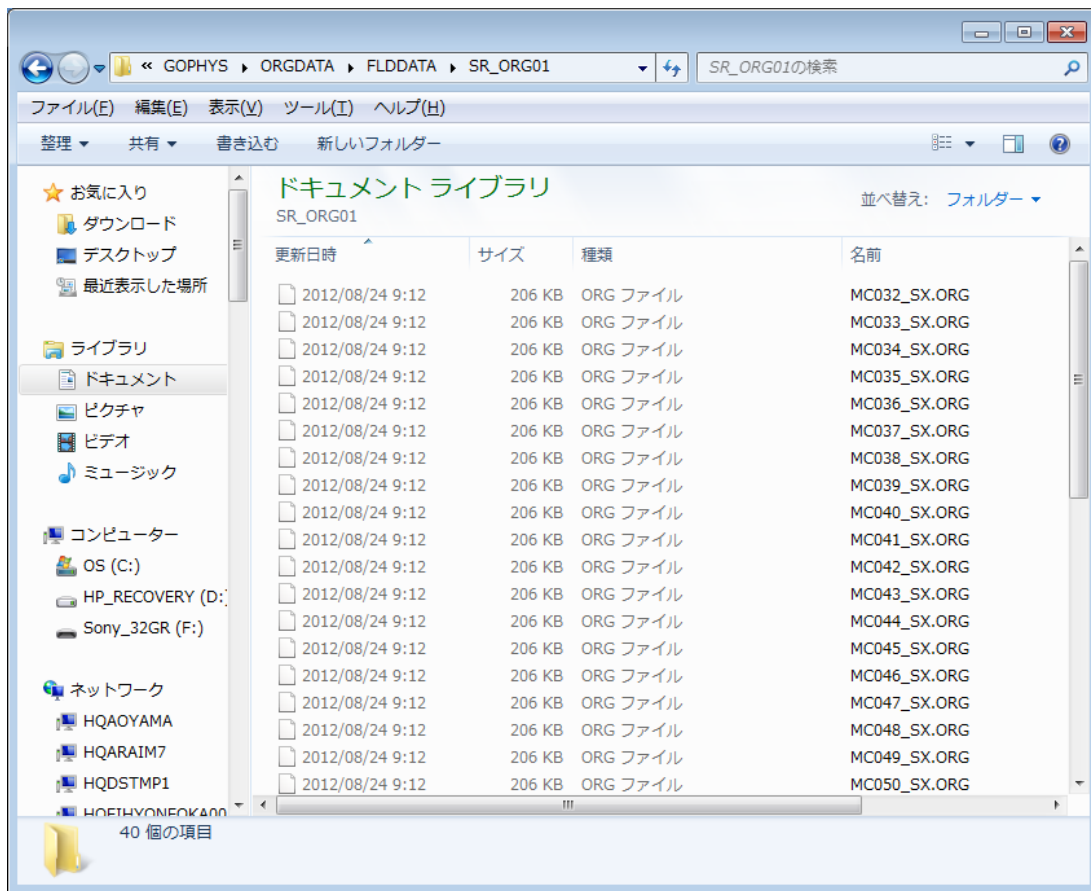 « GOPHYS ▸ ORGDATA ▸ FLDDATA ▸ SR_ORG01
SR_ORG01の検索
ファイル(F) 編集(E) 表示(V) ツール(T) ヘルプ(H)
整理 共有 書き込む 新しいフォルダー
お気に入り
ダウンロード
デスクトップ
最近表示した場所
ライブラリ
ドキュメント
ピクチャ
ビデオ
ミュージック
コンピューター
OS (C:)
HP_RECOVERY (D:)
Sony_32GR (F:)
ネットワーク
HQAOYAMA
HQARAIM7
HQDSTMP1
ドキュメント ライブラリ
SR_ORG01
並べ替え: フォルダー
更新日時 サイズ 種類 名前
2012/08/24 9:12 206 KB ORG ファイル MC032_SX.ORG
2012/08/24 9:12 206 KB ORG ファイル MC033_SX.ORG
2012/08/24 9:12 206 KB ORG ファイル MC034_SX.ORG
2012/08/24 9:12 206 KB ORG ファイル MC035_SX.ORG
2012/08/24 9:12 206 KB ORG ファイル MC036_SX.ORG
2012/08/24 9:12 206 KB ORG ファイル MC037_SX.ORG
2012/08/24 9:12 206 KB ORG ファイル MC038_SX.ORG
2012/08/24 9:12 206 KB ORG ファイル MC039_SX.ORG
2012/08/24 9:12 206 KB ORG ファイル MC040_SX.ORG
2012/08/24 9:12 206 KB ORG ファイル MC041_SX.ORG
2012/08/24 9:12 206 KB ORG ファイル MC042_SX.ORG
2012/08/24 9:12 206 KB ORG ファイル MC043_SX.ORG
2012/08/24 9:12 206 KB ORG ファイル MC044_SX.ORG
2012/08/24 9:12 206 KB ORG ファイル MC045_SX.ORG
2012/08/24 9:12 206 KB ORG ファイル MC046_SX.ORG
2012/08/24 9:12 206 KB ORG ファイル MC047_SX.ORG
2012/08/24 9:12 206 KB ORG ファイル MC048_SX.ORG
2012/08/24 9:12 206 KB ORG ファイル MC049_SX.ORG
2012/08/24 9:12 206 KB ORG ファイル MC050_SX.ORG
40 個の項目